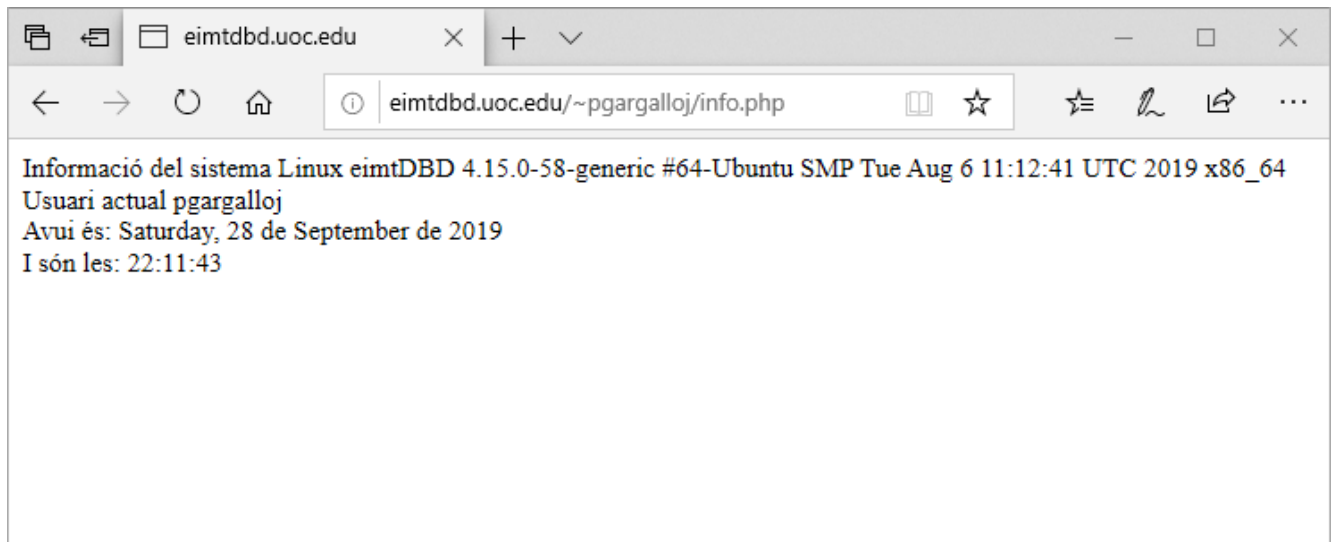 eimtdbd.uoc.edu
eimtdbd.uoc.edu/~pgargalloj/info.php
Informació del sistema Linux eimtDBD 4.15.0-58-generic #64-Ubuntu SMP Tue Aug 6 11:12:41 UTC 2019 x86_64
Usuari actual pgargalloj
Avui és: Saturday, 28 de September de 2019
I són les: 22:11:43